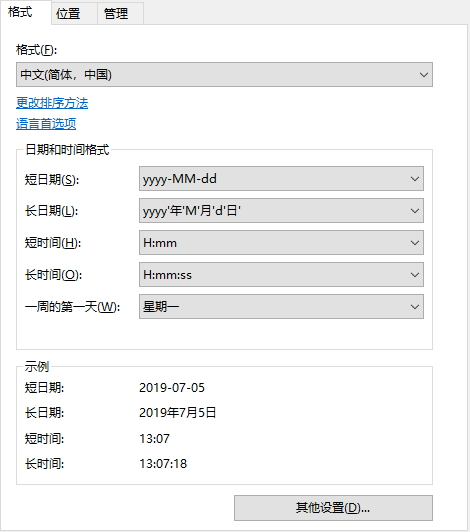 格式 位置 管理
格式(F):
中文(简体，中国)
更改排序方法
语言首选项
日期和时间格式
短日期(S): yyyy-MM-dd
长日期(L): yyyy'年'M'月'd'日'
短时间(H): H:mm
长时间(O): H:mm:ss
一周的第一天(W): 星期一
示例
短日期: 2019-07-05
长日期: 2019年7月5日
短时间: 13:07
长时间: 13:07:18
其他设置(D)...